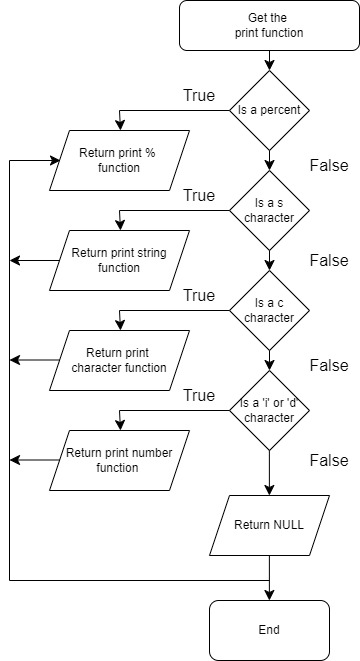 Get the
print function
True
Is a percent
Return print %
function
False
True
Is a s
character
Return print string
function
False
True
Is a c
character
Return print
character function
False
True
Is a 'i' or 'd'
character
Return print number
function
False
Return NULL
End